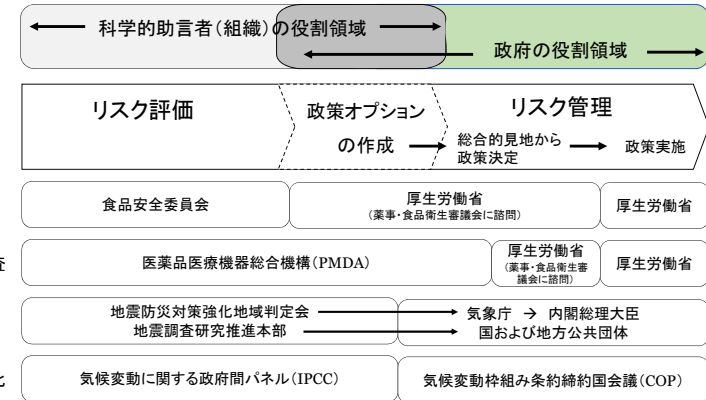 科学的助言者(組織)の役割領域
政府の役割領域
リスク評価
政策オプション
の作成
リスク管理
総合的見地から
政策決定
政策実施
食品安全委員会
厚生労働省
(薬事・食品衛生審議会に諮問)
厚生労働省
査
医薬品医療機器総合機構(PMDA)
厚生労働省
(薬事・食品衛生審
議会に諮問)
厚生労働省
地震防災対策強化地域判定会
地震調査研究推進本部
気象庁 → 内閣総理大臣
国および地方公共団体
気候変動に関する政府間パネル(IPCC)
気候変動枠組み条約締約国会議(COP)